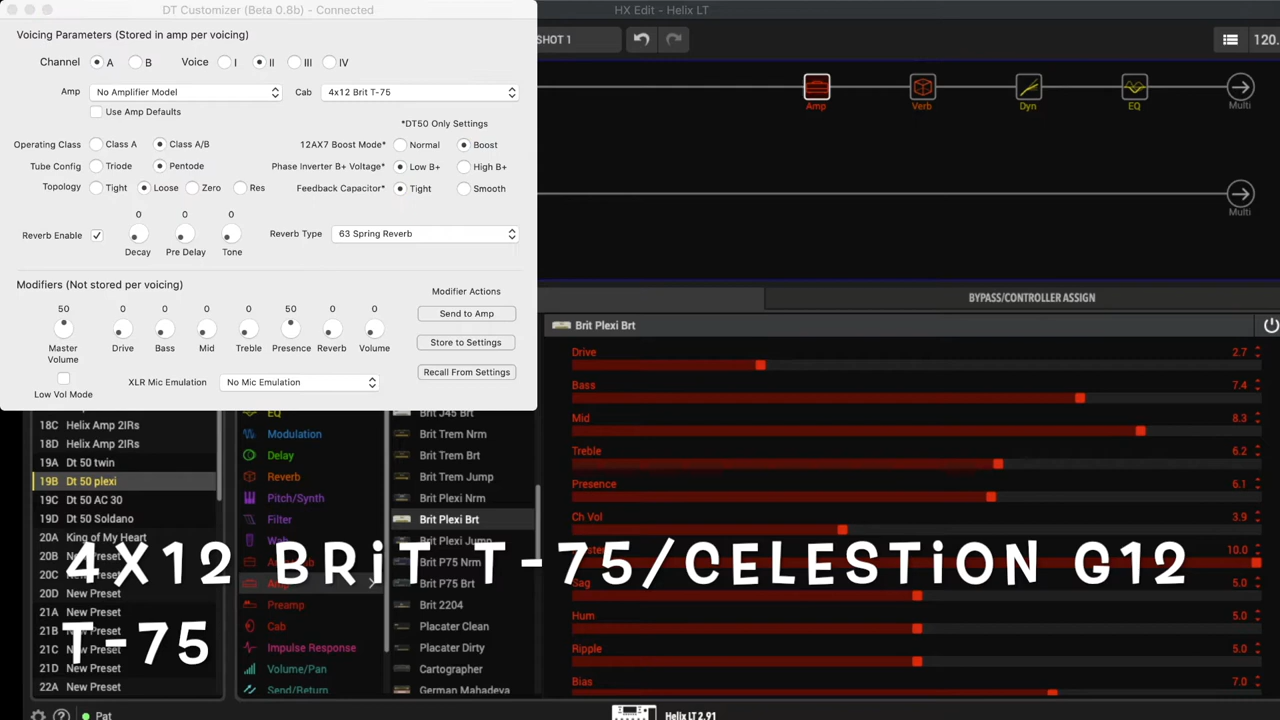 DT Customizer (Beta 0.8b) - Connected
HX Edit - Helix LT
Voicing Parameters (Stored in amp per voicing)
Channel A B Voice I II III IV
Amp No Amplifier Model Cab 4x12 Brit T-75
Use Amp Defaults
*DT50 Only Settings
Operating Class Class A Class A/B 12AX7 Boost Mode* Normal Boost
Tube Config Triode Pentode Phase Inverter B+ Voltage* Low B+ High B+
Topology Tight Loose Zero Res Feedback Capacitor* Tight Smooth
0 0 0
Reverb Enable Reverb Type 63 Spring Reverb
Decay Pre Delay Tone
Modifiers (Not stored per voicing)
Modifier Actions
50 0 0 0 0 50 0 0
Send to Amp
Master Volume Drive Bass Mid Treble Presence Reverb Volume
Store to Settings
Recall From Settings
Low Vol Mode
XLR Mic Emulation No Mic Emulation
SHOT 1
120.
Amp Verb Dyn EQ Multi
Multi
BYPASS/CONTROLLER ASSIGN
Brit Plexi Brt
Drive 2.7
Bass 7.4
Mid 8.3
Treble 6.2
Presence 6.1
Ch Vol 3.9
10.0
Sag 5.0
Hum 5.0
Ripple 5.0
Bias 7.0
18C Helix Amp 2IRs
18D Helix Amp 2IRs
19A Dt 50 twin
19B Dt 50 plexi
19C Dt 50 AC 30
19D Dt 50 Soldano
20A King of My Heart
20B New Preset
20C
20D New Preset
21A New Preset
21B
21C
21D New Preset
22A New Preset
EQ
Modulation
Delay
Reverb
Pitch/Synth
Filter
Preamp
Cab
Impulse Response
Volume/Pan
Send/Return
Brit J45 Brt
Brit Trem Nrm
Brit Trem Brt
Brit Trem Jump
Brit Plexi Nrm
Brit Plexi Brt
Brit Plexi Jump
Brit P75 Nrm
Brit P75 Brt
Brit 2204
Placater Clean
Placater Dirty
Cartographer
German Mahadeva
4X12 BRiT T-75/CELESTiON G12
T-75
Pat
Helix LT 2.91